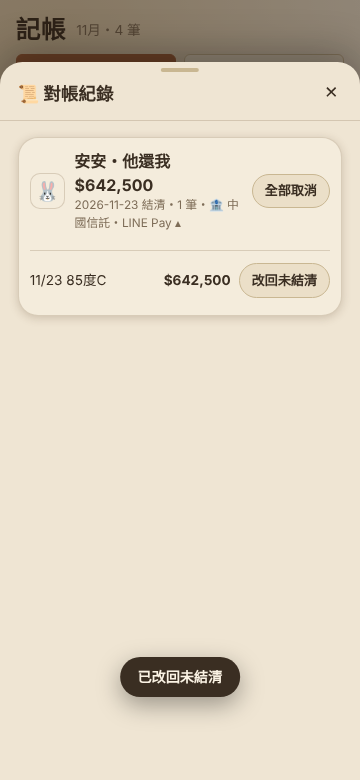 記帳 11月・4 筆
📜 對帳紀錄 ✕
安安・他還我
$642,500
2026-11-23 結清・1 筆・🏦 中
國信託・LINE Pay ▴
全部取消
11/23 85度C $642,500 改回未結清
已改回未結清